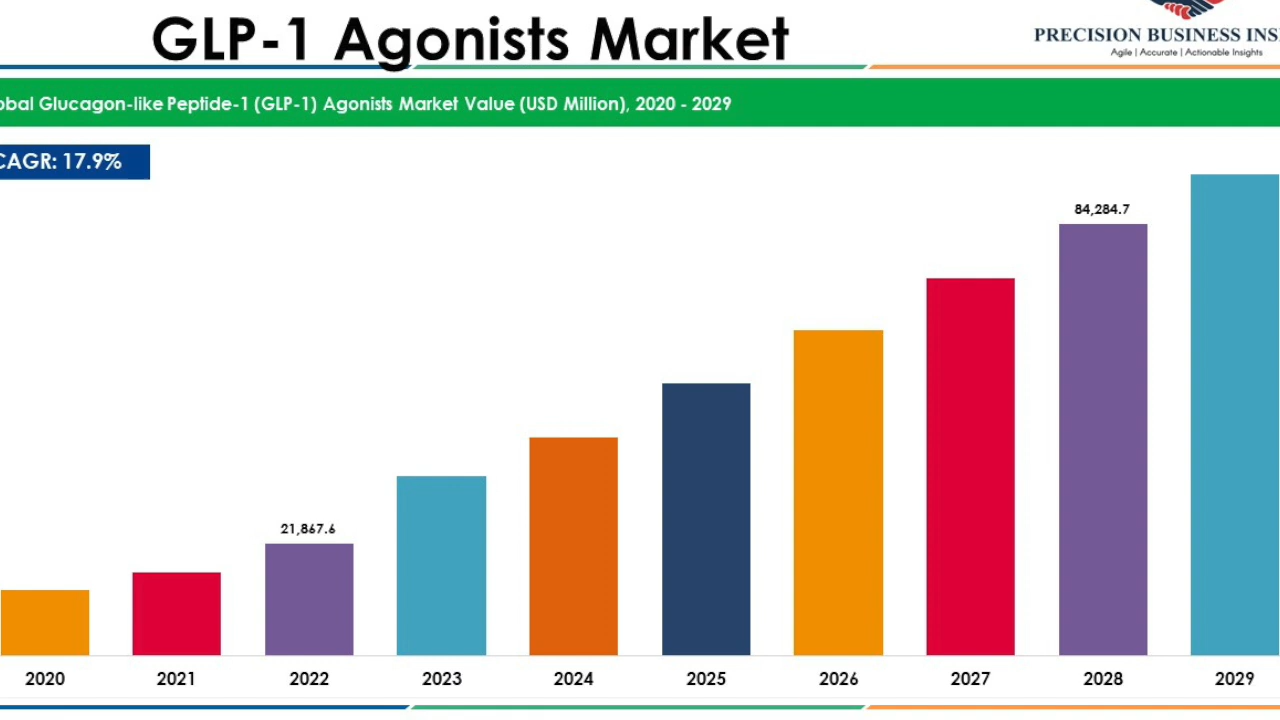 GLP-1 Agonists Market
PRECISION BUSINESS INS
Agile | Accurate | Actionable Insights
obal Glucagon-like Peptide-1 (GLP-1) Agonists Market Value (USD Million), 2020 - 2029
CAGR: 17.9%
84,284.7
21,867.6
2020 2021 2022 2023 2024 2025 2026 2027 2028 2029